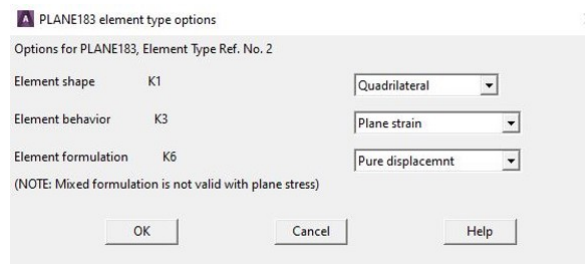 PLANE183 element type options
Options for PLANE183, Element Type Ref. No. 2
Element shape K1 Quadrilateral
Element behavior K3 Plane strain
Element formulation K6 Pure displacemnt
(NOTE: Mixed formulation is not valid with plane stress)
OK Cancel Help